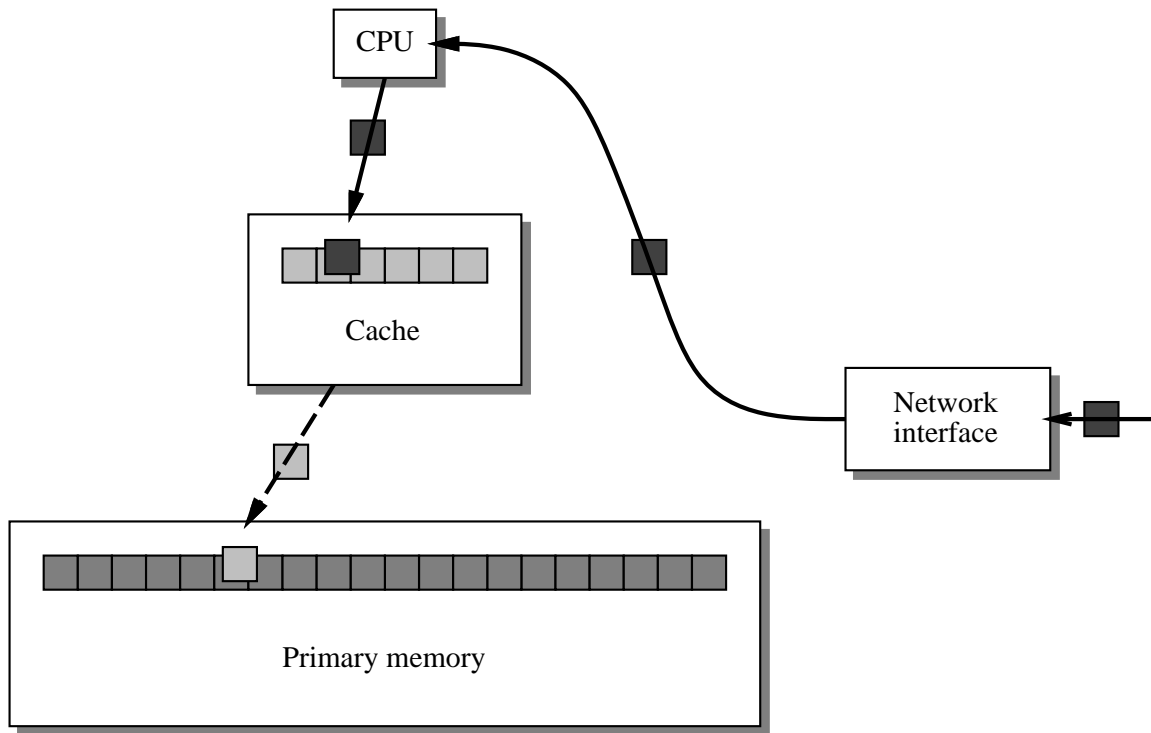 CPU
Cache
Network
interface
Primary memory